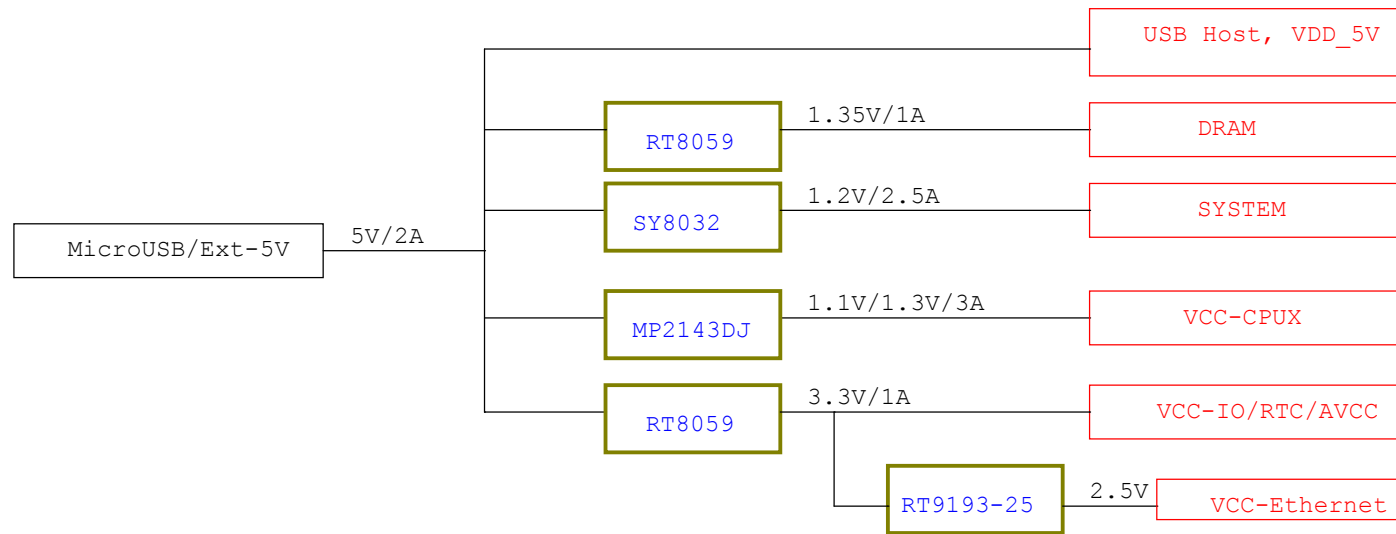 USB Host, VDD_5V
1.35V/1A
RT8059
DRAM
1.2V/2.5A
SY8032
SYSTEM
MicroUSB/Ext-5V
5V/2A
1.1V/1.3V/3A
MP2143DJ
VCC-CPUX
3.3V/1A
RT8059
VCC-IO/RTC/AVCC
RT9193-25
2.5V
VCC-Ethernet